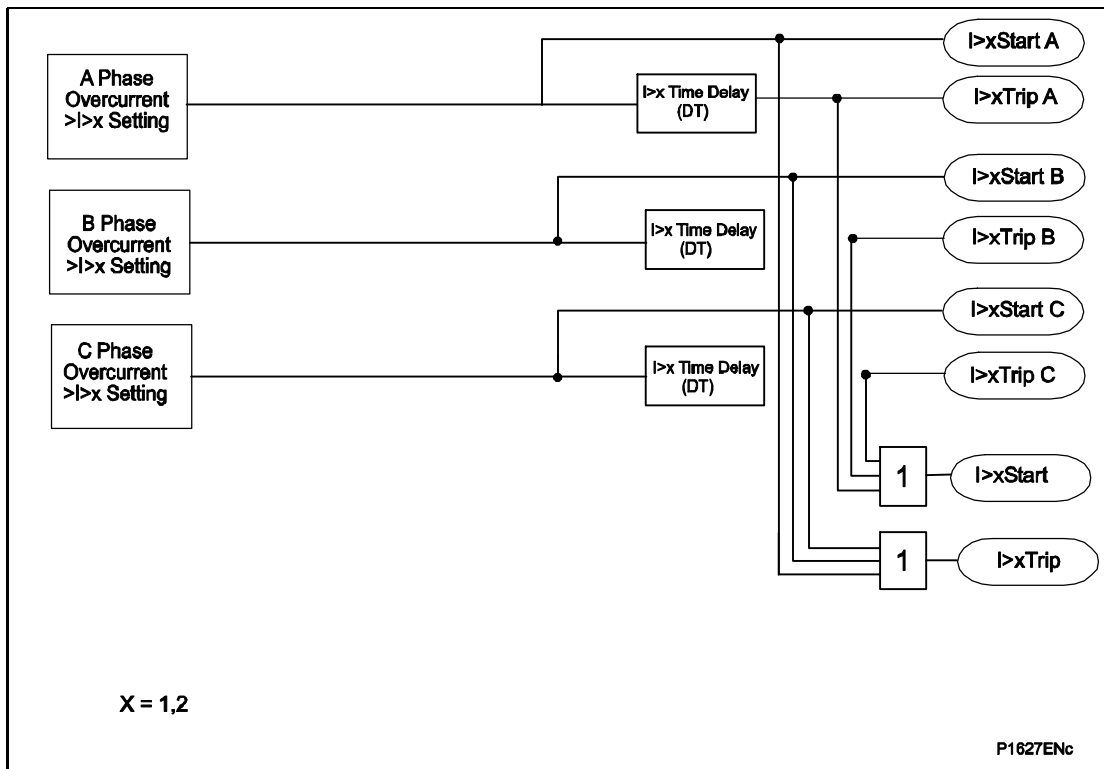 A Phase
Overcurrent
>I>x Setting
I>xStart A
I>x Time Delay
(DT)
I>xTrip A
B Phase
Overcurrent
>I>x Setting
I>xStart B
I>x Time Delay
(DT)
I>xTrip B
C Phase
Overcurrent
>I>x Setting
I>xStart C
I>x Time Delay
(DT)
I>xTrip C
1
I>xStart
1
I>xTrip
X = 1,2
P1627ENc